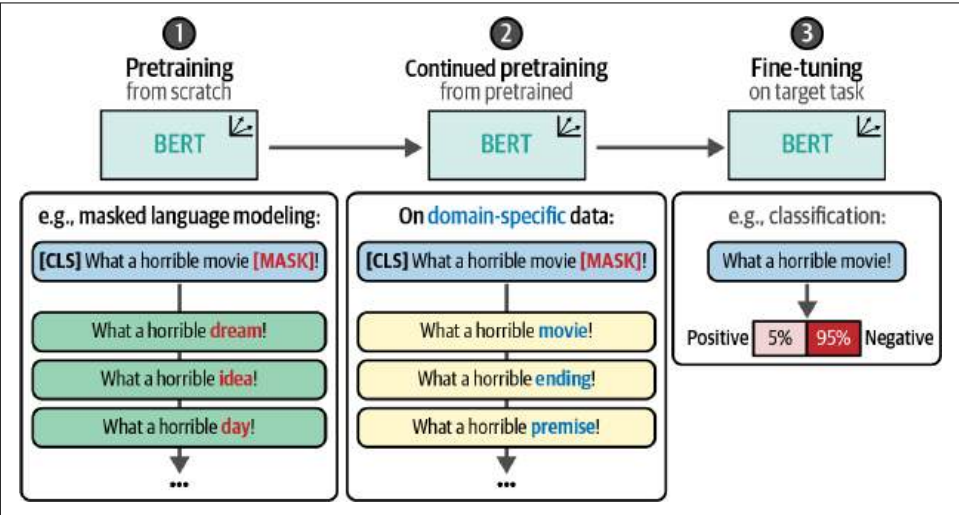 1
Pretraining
from scratch
BERT
e.g., masked language modeling:
[CLS] What a horrible movie [MASK]!
What a horrible dream!
What a horrible idea!
What a horrible day!
...
2
Continued pretraining
from pretrained
BERT
On domain-specific data:
[CLS] What a horrible movie [MASK]!
What a horrible movie!
What a horrible ending!
What a horrible premise!
...
3
Fine-tuning
on target task
BERT
e.g., classification:
What a horrible movie!
Positive 5% 95% Negative